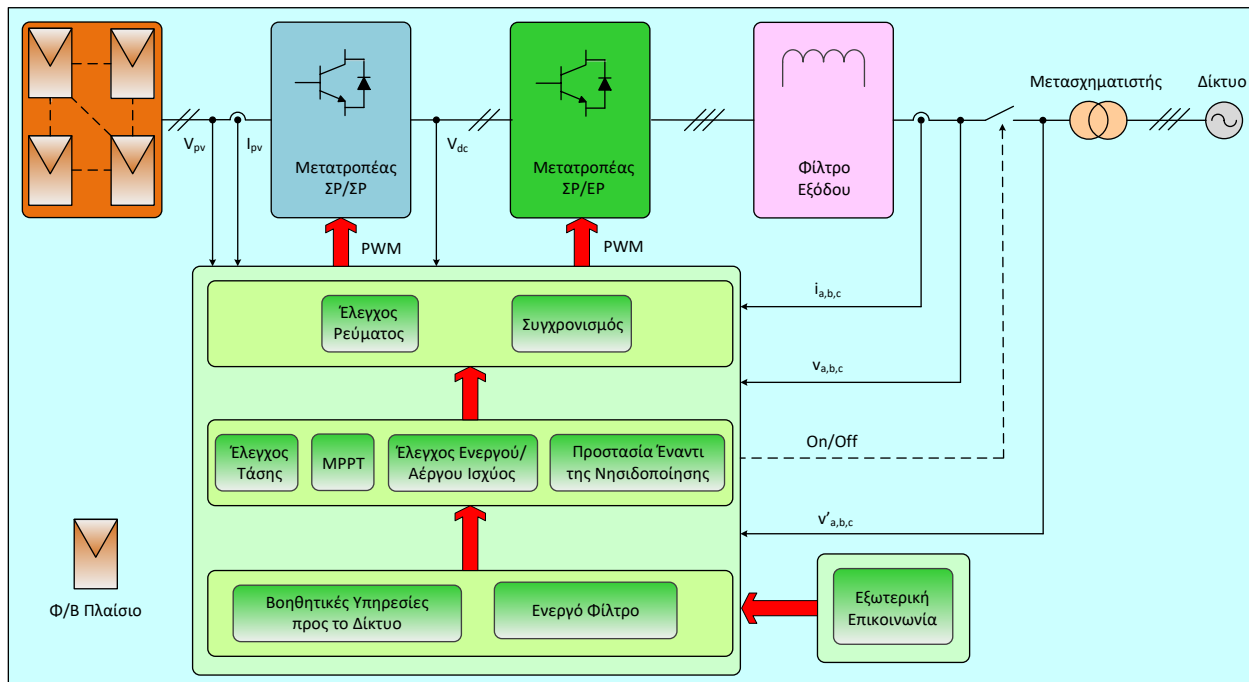 Μετασχηματιστής
Δίκτυο
V_pv
I_pv
Μετατροπέας
ΣΡ/ΣΡ
V_dc
Μετατροπέας
ΣΡ/ΕΡ
Φίλτρο
Εξόδου
PWM
PWM
Έλεγχος
Ρεύματος
Συγχρονισμός
i_a,b,c
v_a,b,c
Έλεγχος
Τάσης
MPPT
Έλεγχος Ενεργού/
Αέργου Ισχύος
Προστασία Έναντι
της Νησιδοποίησης
On/Off
v’_a,b,c
Φ/Β Πλαίσιο
Βοηθητικές Υπηρεσίες
προς το Δίκτυο
Ενεργό Φίλτρο
Εξωτερική
Επικοινωνία